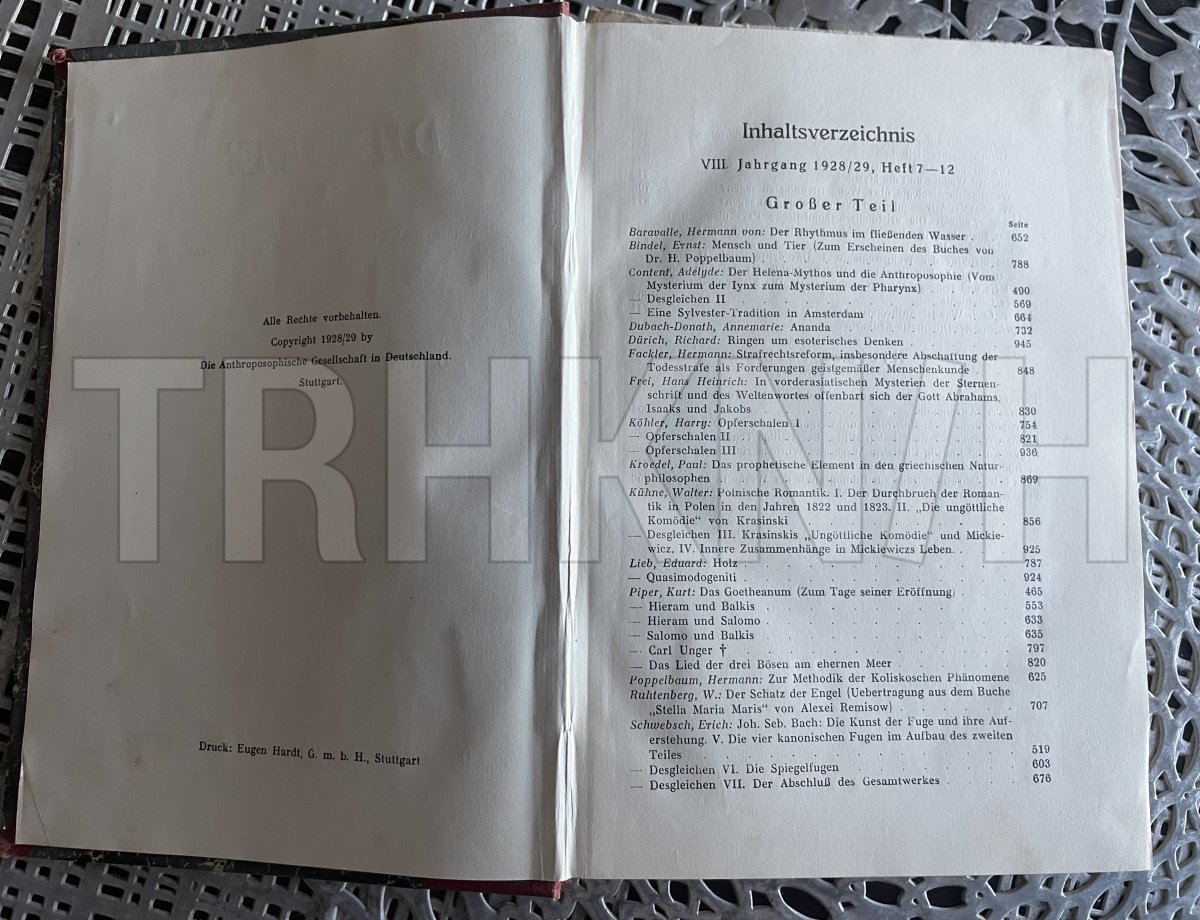 Alle Rechte vorbehalten.
Copyright 1928/29 by
Die Anthroposophische Gesellschaft in Deutschland.
Stuttgart.
Druck: Eugen Hardt, G. m. b. H., Stuttgart
Inhaltsverzeichnis
VIII. Jahrgang 1928/29, Heft 7—12
Großer Teil
Seite
Baravalle, Hermann von: Der Rhythmus im fließenden Wasser . 652
Bindel, Ernst: Mensch und Tier (Zum Erscheinen des Buches von
Dr. H. Poppelbaum) . . . . . . . . . 788
Content, Adelyde: Der Helena-Mythos und die Anthroposophie (Vom
Mysterium der Iynx zum Mysterium der Pharynx) . . . . 490
— Desgleichen II . . . . . . . . . 569
— Eine Sylvester-Tradition in Amsterdam . . . . . 664
Dubach-Donath, Annemarie: Ananda . . . . . . 732
Dürich, Richard: Ringen um esoterisches Denken . . . . 945
Fackler, Hermann: Strafrechtsreform, insbesondere Abschaffung der
Todesstrafe als Forderungen geistgemäßer Menschenkunde . . 848
Frei, Hans Heinrich: In vorderasiatischen Mysterien der Sternen-
schrift und des Weltenwortes offenbart sich der Gott Abrahams,
Isaaks und Jakobs . . . . . . . . . 830
Köhler, Harry: Opferschalen I . . . . . . . . 754
— Opferschalen II . . . . . . . . . 821
— Opferschalen III . . . . . . . . . 936
Kroedel, Paul: Das prophetische Element in den griechischen Natur-
philosophen . . . . . . . . . 869
Kühne, Walter: Polnische Romantik. I. Der Durchbruch der Roman-
tik in Polen in den Jahren 1822 und 1823. II. „Die ungöttliche
Komödie“ von Krasinski . . . . . . . 856
— Desgleichen III. Krasinskis „Ungöttliche Komödie“ und Mickie-
wicz. IV. Innere Zusammenhänge in Mickiewiczs Leben. . . 925
Lieb, Eduard: Holz . . . . . . . . . 787
— Quasimodogeniti . . . . . . . . . 924
Piper, Kurt: Das Goetheanum (Zum Tage seiner Eröffnung) . . 465
— Hieram und Balkis . . . . . . . . 553
— Hieram und Salomo . . . . . . . . 633
— Salomo und Balkis . . . . . . . . 635
— Carl Unger † . . . . . . . . . 797
— Das Lied der drei Bösen am ehernen Meer . . . . . 820
Poppelbaum, Hermann: Zur Methodik der Koliskoschen Phänomene 625
Ruhtenberg, W.: Der Schatz der Engel (Uebertragung aus dem Buche
„Stella Maria Maris“ von Alexei Remisow) . . . . . 707
Schwebsch, Erich: Joh. Seb. Bach: Die Kunst der Fuge und ihre Auf-
erstehung. V. Die vier kanonischen Fugen im Aufbau des zweiten
Teiles . . . . . . . . . . 519
— Desgleichen VI. Die Spiegelfugen . . . . . . 603
— Desgleichen VII. Der Abschluß des Gesamtwerkes . . . 676
TRHKN/H